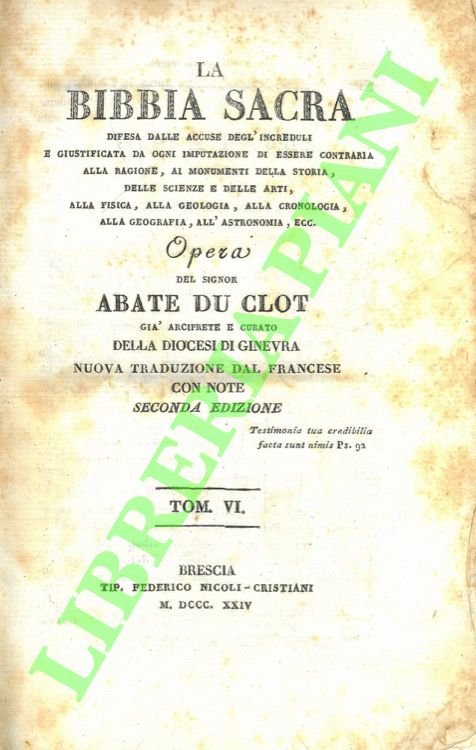 LA
BIBBIA SACRA
DIFESA DALLE ACCUSE DEGL'INCREDULI
E GIUSTIFICATA DA OGNI IMPUTAZIONE DI ESSERE CONTRARIA
ALLA RAGIONE, AI MONUMENTI DELLA STORIA,
DELLE SCIENZE E DELLE ARTI,
ALLA FISICA, ALLA GEOLOGIA, ALLA CRONOLOGIA,
ALLA GEOGRAFIA, ALL'ASTRONOMIA, ECC.
Opera
DEL SIGNOR
ABATE DU CLOT
GIA' ARCIPRETE E CURATO
DELLA DIOCESI DI GINEVRA
NUOVA TRADUZIONE DAL FRANCESE
CON NOTE
SECONDA EDIZIONE
Testimonia tua credibilia
facta sunt nimis Ps. 92
TOM. VI.
BRESCIA
TIP. FEDERICO NICOLI-CRISTIANI
M. DCCC. XXIV
LIBRERIA PIANI